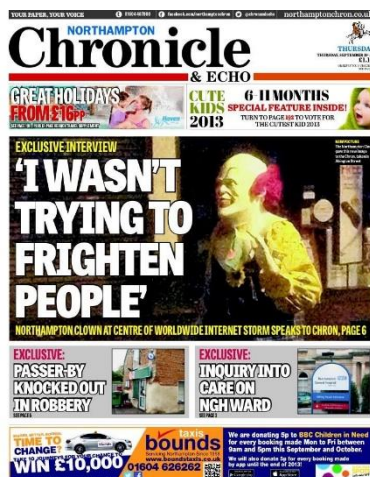 YOUR PAPER, YOUR VOICE
northamptonchron.co.uk
NORTHAMPTON
Chronicle
& ECHO
THURSDAY
GREAT HOLIDAYS
FROM £16PP
CUTE
KIDS
2013
6-11 MONTHS
SPECIAL FEATURE INSIDE!
TURN TO PAGE
TO VOTE FOR
THE CUTEST KID 2013
EXCLUSIVE INTERVIEW
'I WASN'T
TRYING TO
FRIGHTEN
PEOPLE'
NORTHAMPTON CLOWN AT CENTRE OF WORLDWIDE INTERNET STORM SPEAKS TO CHRON, PAGE 6
EXCLUSIVE:
PASSER-BY
KNOCKED OUT
IN ROBBERY
EXCLUSIVE:
INQUIRY INTO
CARE ON
NGH WARD
TIME TO
CHANGE
WIN £10,000
taxis
bounds
www.boundstaxis.co.uk
01604 626262
We are donating 5p to BBC Children in Need
for every booking made Mon to Fri between
9am and 5pm this September and October.
We will also donate 5p for every booking made
by app until the end of 2013!